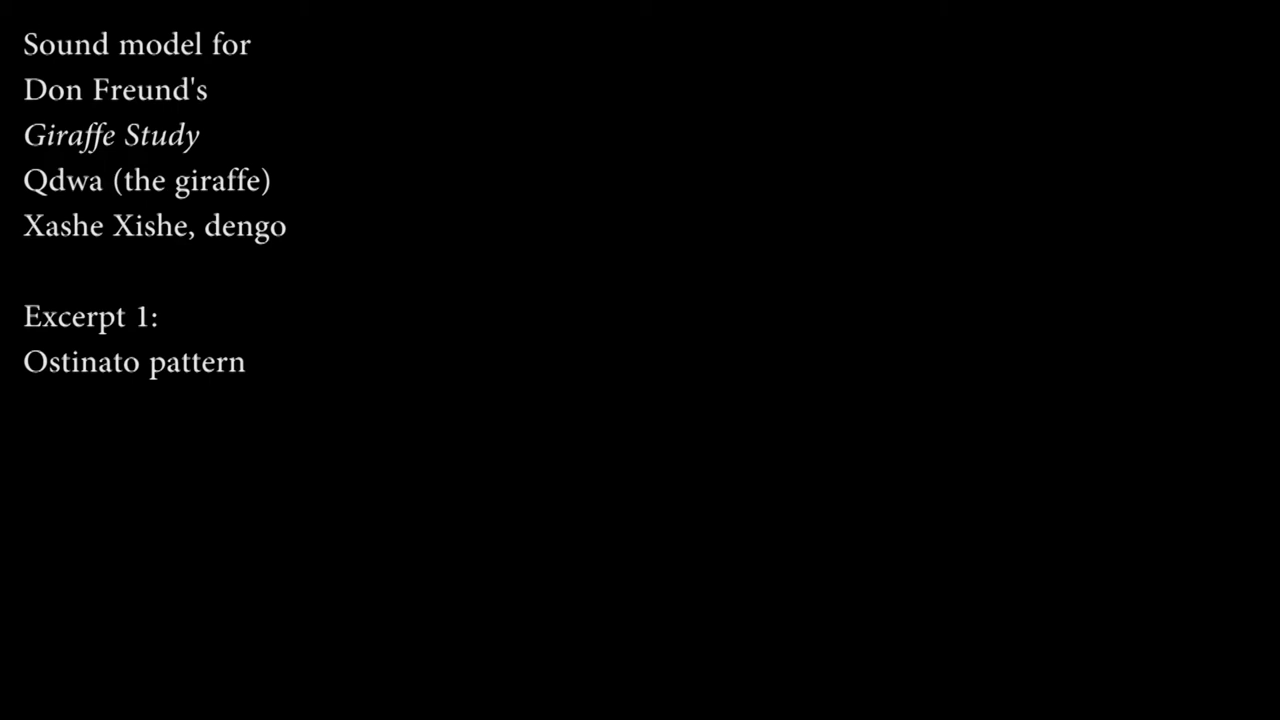 Sound model for
Don Freund's
Giraffe Study
Qdwa (the giraffe)
Xashe Xishe, dengo
Excerpt 1:
Ostinato pattern